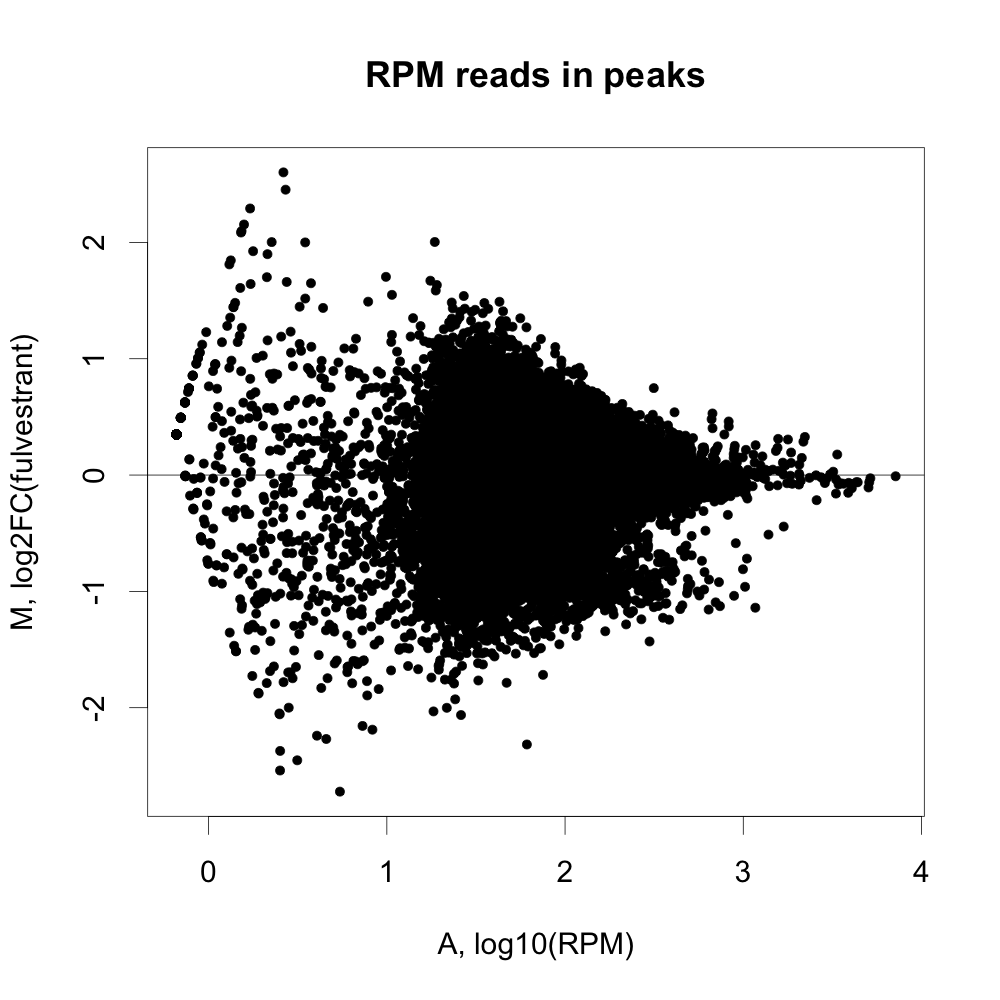 RPM reads in peaks
M, log2FC(fulvestrant)
2
1
0
-1
-2
0 1 2 3 4
A, log10(RPM)